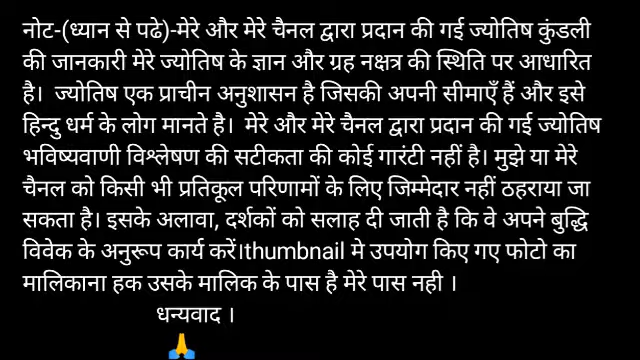 नोट-(ध्यान से पढे)-मेरे और मेरे चैनल द्वारा प्रदान की गई ज्योतिष कुंडली
की जानकारी मेरे ज्योतिष के ज्ञान और ग्रह नक्षत्र की स्थिति पर आधारित
है। ज्योतिष एक प्राचीन अनुशासन है जिसकी अपनी सीमाएँ हैं और इसे
हिन्दु धर्म के लोग मानते है। मेरे और मेरे चैनल द्वारा प्रदान की गई ज्योतिष
भविष्यवाणी विश्लेषण की सटीकता की कोई गारंटी नहीं है। मुझे या मेरे
चैनल को किसी भी प्रतिकूल परिणामों के लिए जिम्मेदार नहीं ठहराया जा
सकता है। इसके अलावा, दर्शकों को सलाह दी जाती है कि वे अपने बुद्धि
विवेक के अनुरूप कार्य करें।thumbnail मे उपयोग किए गए फोटो का
मालिकाना हक उसके मालिक के पास है मेरे पास नही ।
धन्यवाद ।
🙏